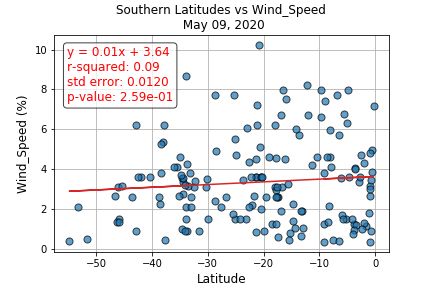 Southern Latitudes vs Wind_Speed
May 09, 2020
y = 0.01x + 3.64
r-squared: 0.09
std error: 0.0120
p-value: 2.59e-01
Wind_Speed (%)
10
8
6
4
2
0
−50
−40
−30
−20
−10
0
Latitude